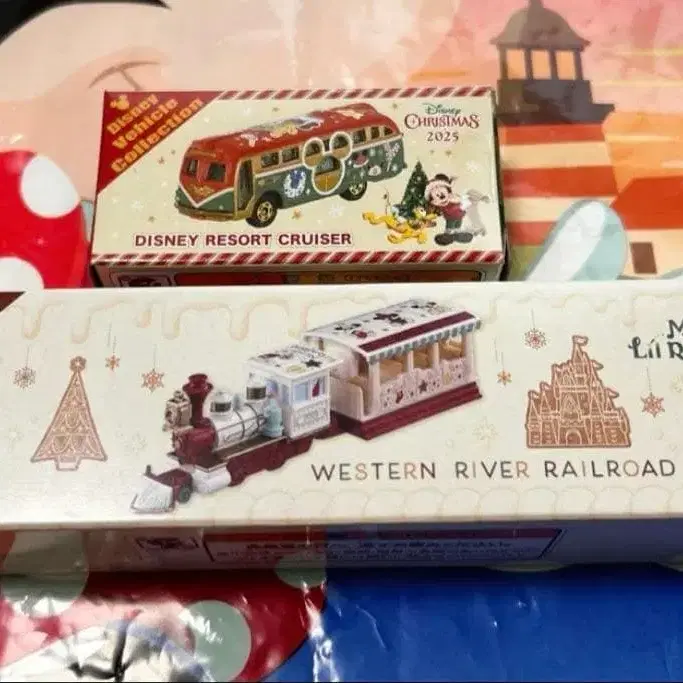 Disney
Vehicle
Collection
Disney
CHRISTMAS
2025
DISNEY RESORT CRUISER
WESTERN RIVER RAILROAD